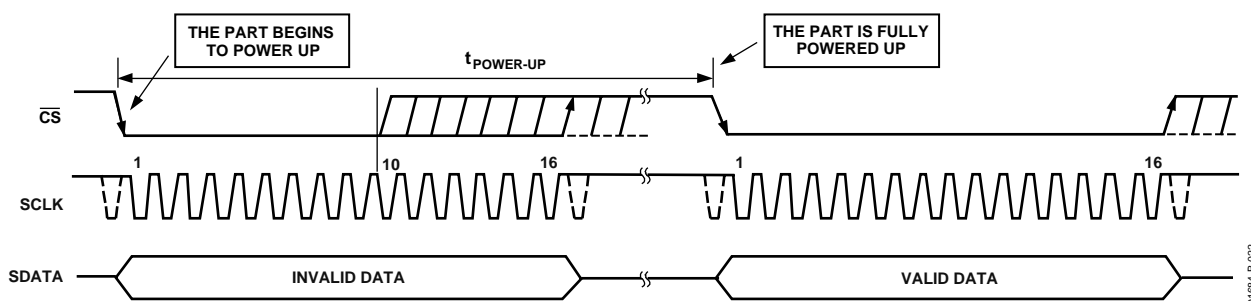 THE PART BEGINS
TO POWER UP
THE PART IS FULLY
POWERED UP
tPOWER-UP
CS
1
10
16
1
16
SCLK
SDATA
INVALID DATA
VALID DATA